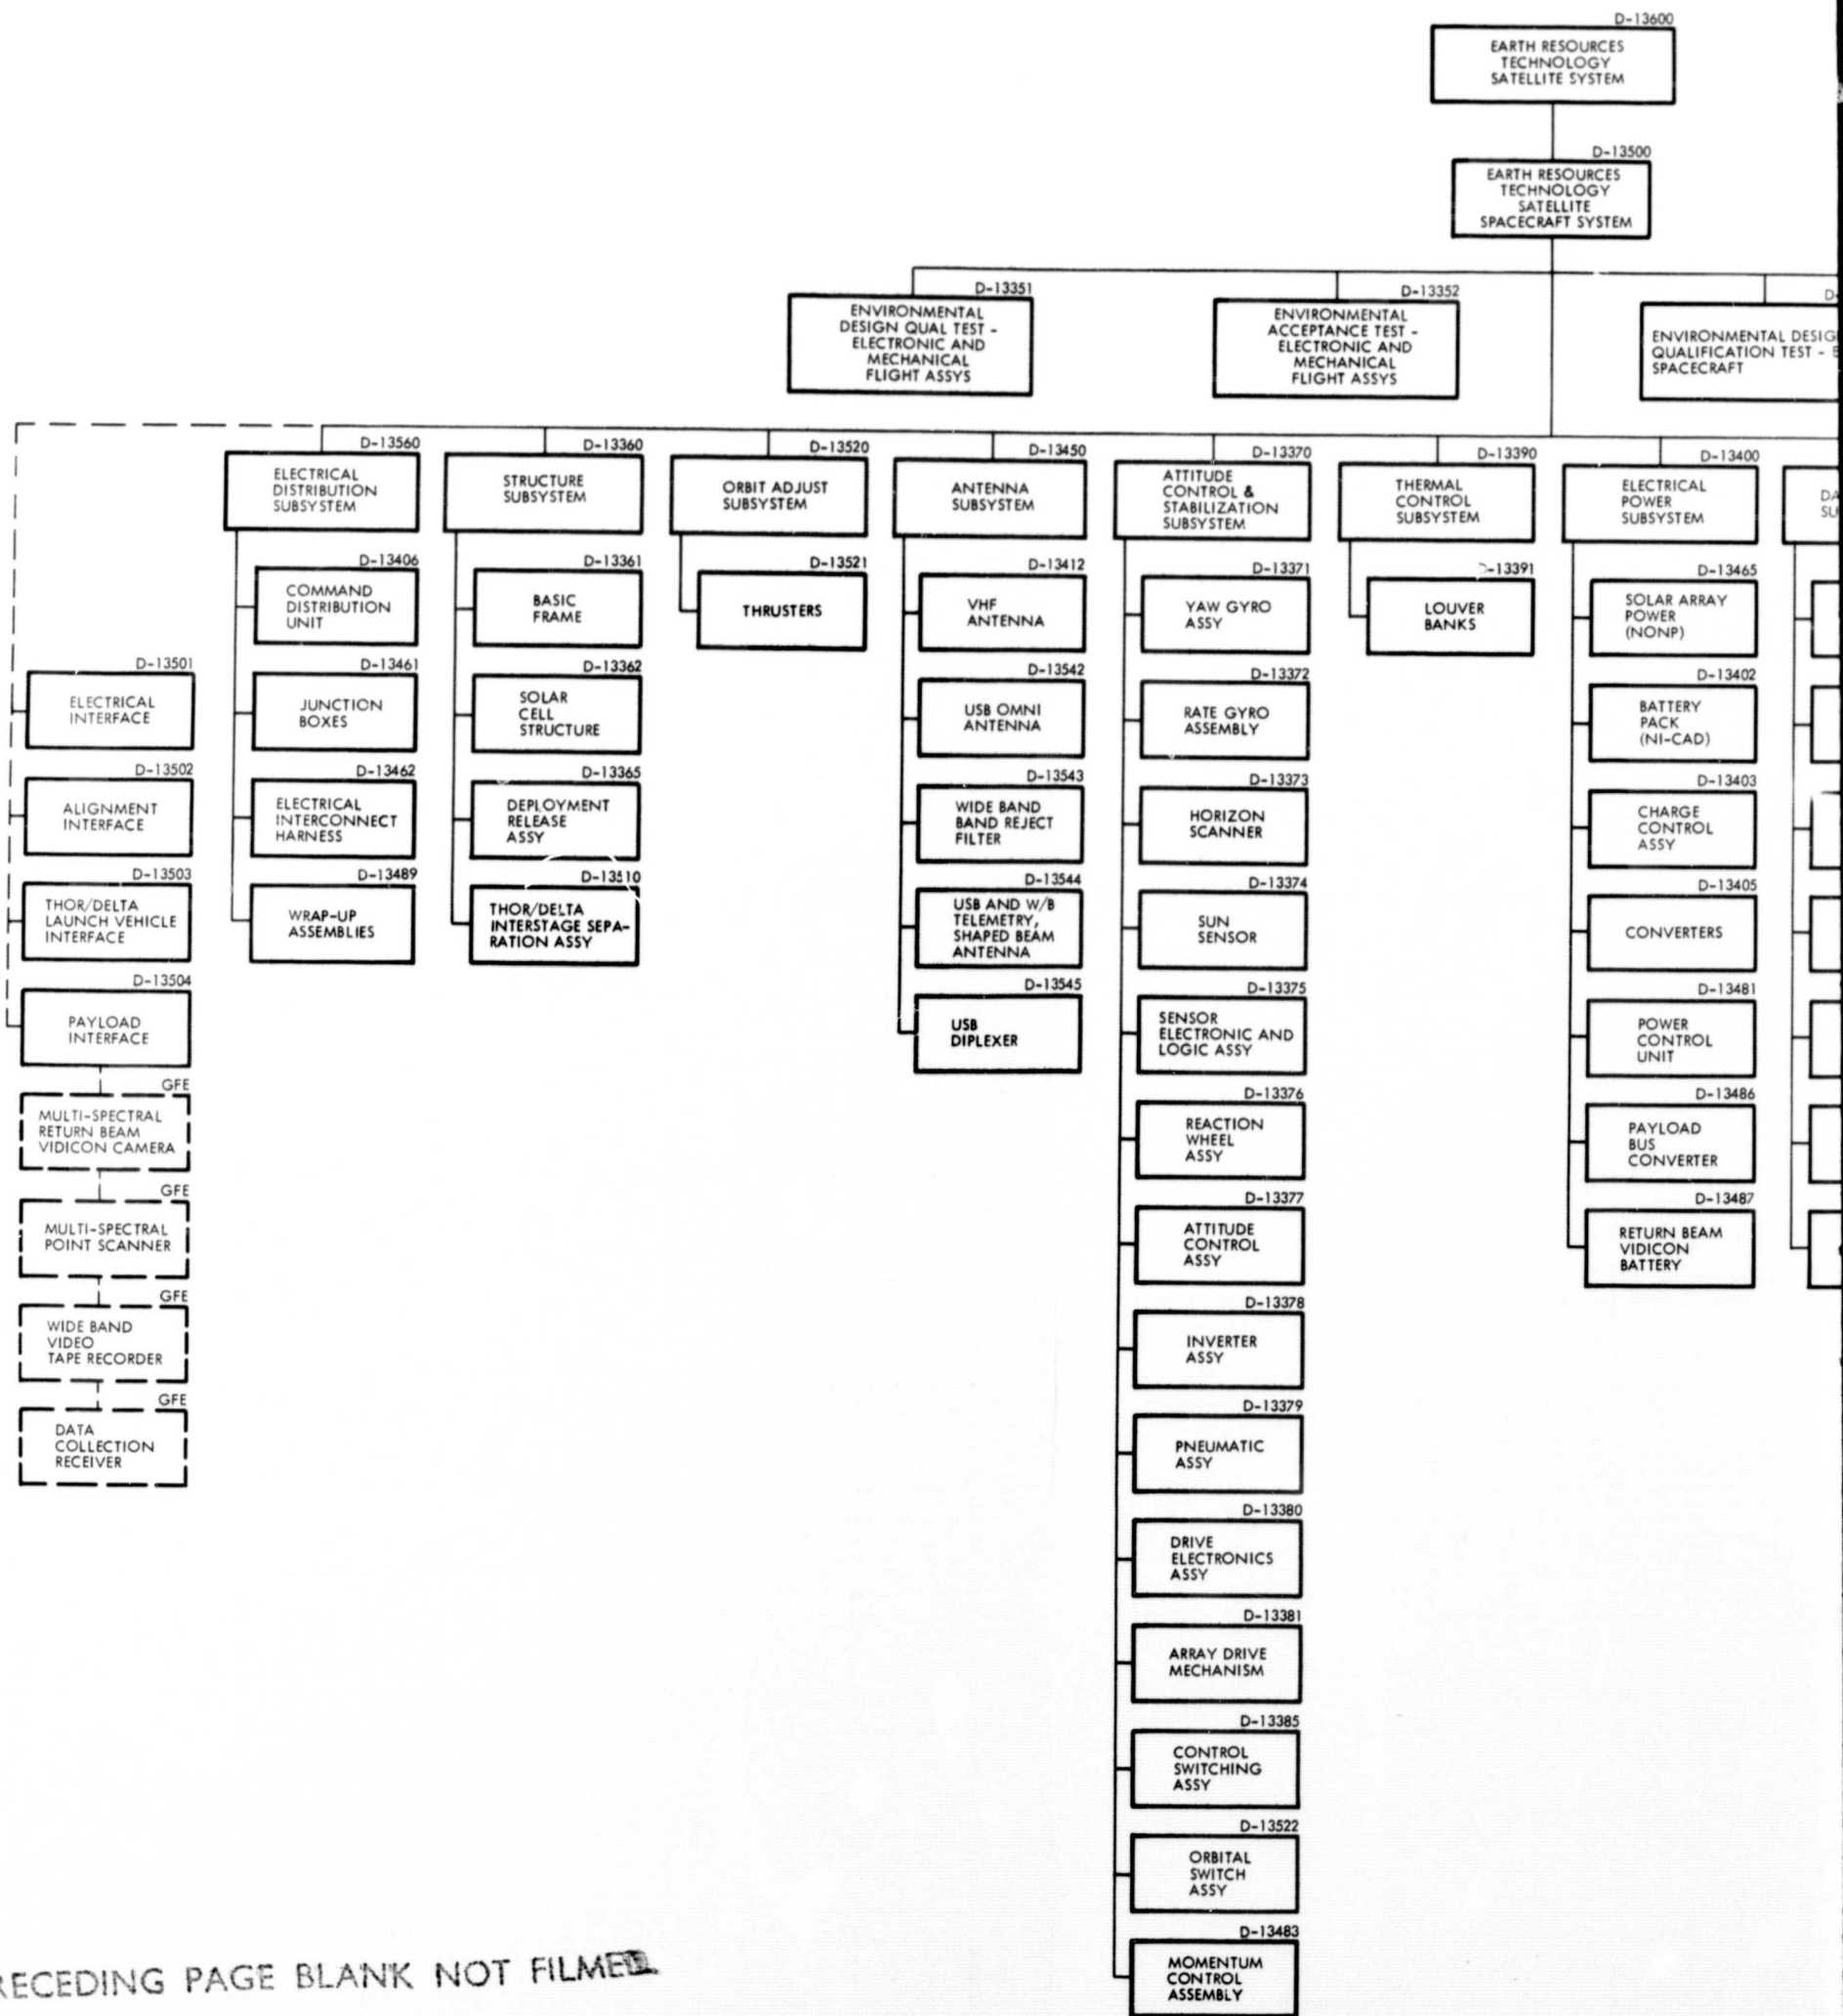 D-13600
EARTH RESOURCES
TECHNOLOGY
SATELLITE SYSTEM
D-13500
EARTH RESOURCES
TECHNOLOGY
SATELLITE
SPACECRAFT SYSTEM
D-13351
ENVIRONMENTAL
DESIGN QUAL TEST -
ELECTRONIC AND
MECHANICAL
FLIGHT ASSYS
D-13352
ENVIRONMENTAL
ACCEPTANCE TEST -
ELECTRONIC AND
MECHANICAL
FLIGHT ASSYS
D-
ENVIRONMENTAL DESIG
QUALIFICATION TEST -
SPACECRAFT
D-13501
ELECTRICAL
INTERFACE
D-13502
ALIGNMENT
INTERFACE
D-13503
THOR/DELTA
LAUNCH VEHICLE
INTERFACE
D-13504
PAYLOAD
INTERFACE
GFE
MULTI-SPECTRAL
RETURN BEAM
VIDICON CAMERA
GFE
MULTI-SPECTRAL
POINT SCANNER
GFE
WIDE BAND
VIDEO
TAPE RECORDER
GFE
DATA
COLLECTION
RECEIVER
D-13560
ELECTRICAL
DISTRIBUTION
SUBSYSTEM
D-13406
COMMAND
DISTRIBUTION
UNIT
D-13461
JUNCTION
BOXES
D-13462
ELECTRICAL
INTERCONNECT
HARNESS
D-13489
WRAP-UP
ASSEMBLIES
D-13360
STRUCTURE
SUBSYSTEM
D-13361
BASIC
FRAME
D-13362
SOLAR
CELL
STRUCTURE
D-13365
DEPLOYMENT
RELEASE
ASSY
D-13510
THOR/DELTA
INTERSTAGE SEPA-
RATION ASSY
D-13520
ORBIT ADJUST
SUBSYSTEM
D-13521
THRUSTERS
D-13450
ANTENNA
SUBSYSTEM
D-13412
VHF
ANTENNA
D-13542
USB OMNI
ANTENNA
D-13543
WIDE BAND
BAND REJECT
FILTER
D-13544
USB AND W/B
TELEMETRY,
SHAPED BEAM
ANTENNA
D-13545
USB
DIPLEXER
D-13370
ATTITUDE
CONTROL &
STABILIZATION
SUBSYSTEM
D-13371
YAW GYRO
ASSY
D-13372
RATE GYRO
ASSEMBLY
D-13373
HORIZON
SCANNER
D-13374
SUN
SENSOR
D-13375
SENSOR
ELECTRONIC AND
LOGIC ASSY
D-13376
REACTION
WHEEL
ASSY
D-13377
ATTITUDE
CONTROL
ASSY
D-13378
INVERTER
ASSY
D-13379
PNEUMATIC
ASSY
D-13380
DRIVE
ELECTRONICS
ASSY
D-13381
ARRAY DRIVE
MECHANISM
D-13385
CONTROL
SWITCHING
ASSY
D-13522
ORBITAL
SWITCH
ASSY
D-13483
MOMENTUM
CONTROL
ASSEMBLY
D-13390
THERMAL
CONTROL
SUBSYSTEM
-13391
LOUVER
BANKS
D-13400
ELECTRICAL
POWER
SUBSYSTEM
D-13465
SOLAR ARRAY
POWER
(NONP)
D-13402
BATTERY
PACK
(NI-CAD)
D-13403
CHARGE
CONTROL
ASSY
D-13405
CONVERTERS
D-13481
POWER
CONTROL
UNIT
D-13486
PAYLOAD
BUS
CONVERTER
D-13487
RETURN BEAM
VIDICON
BATTERY
DA
SU
RECEDING PAGE BLANK NOT FILMED